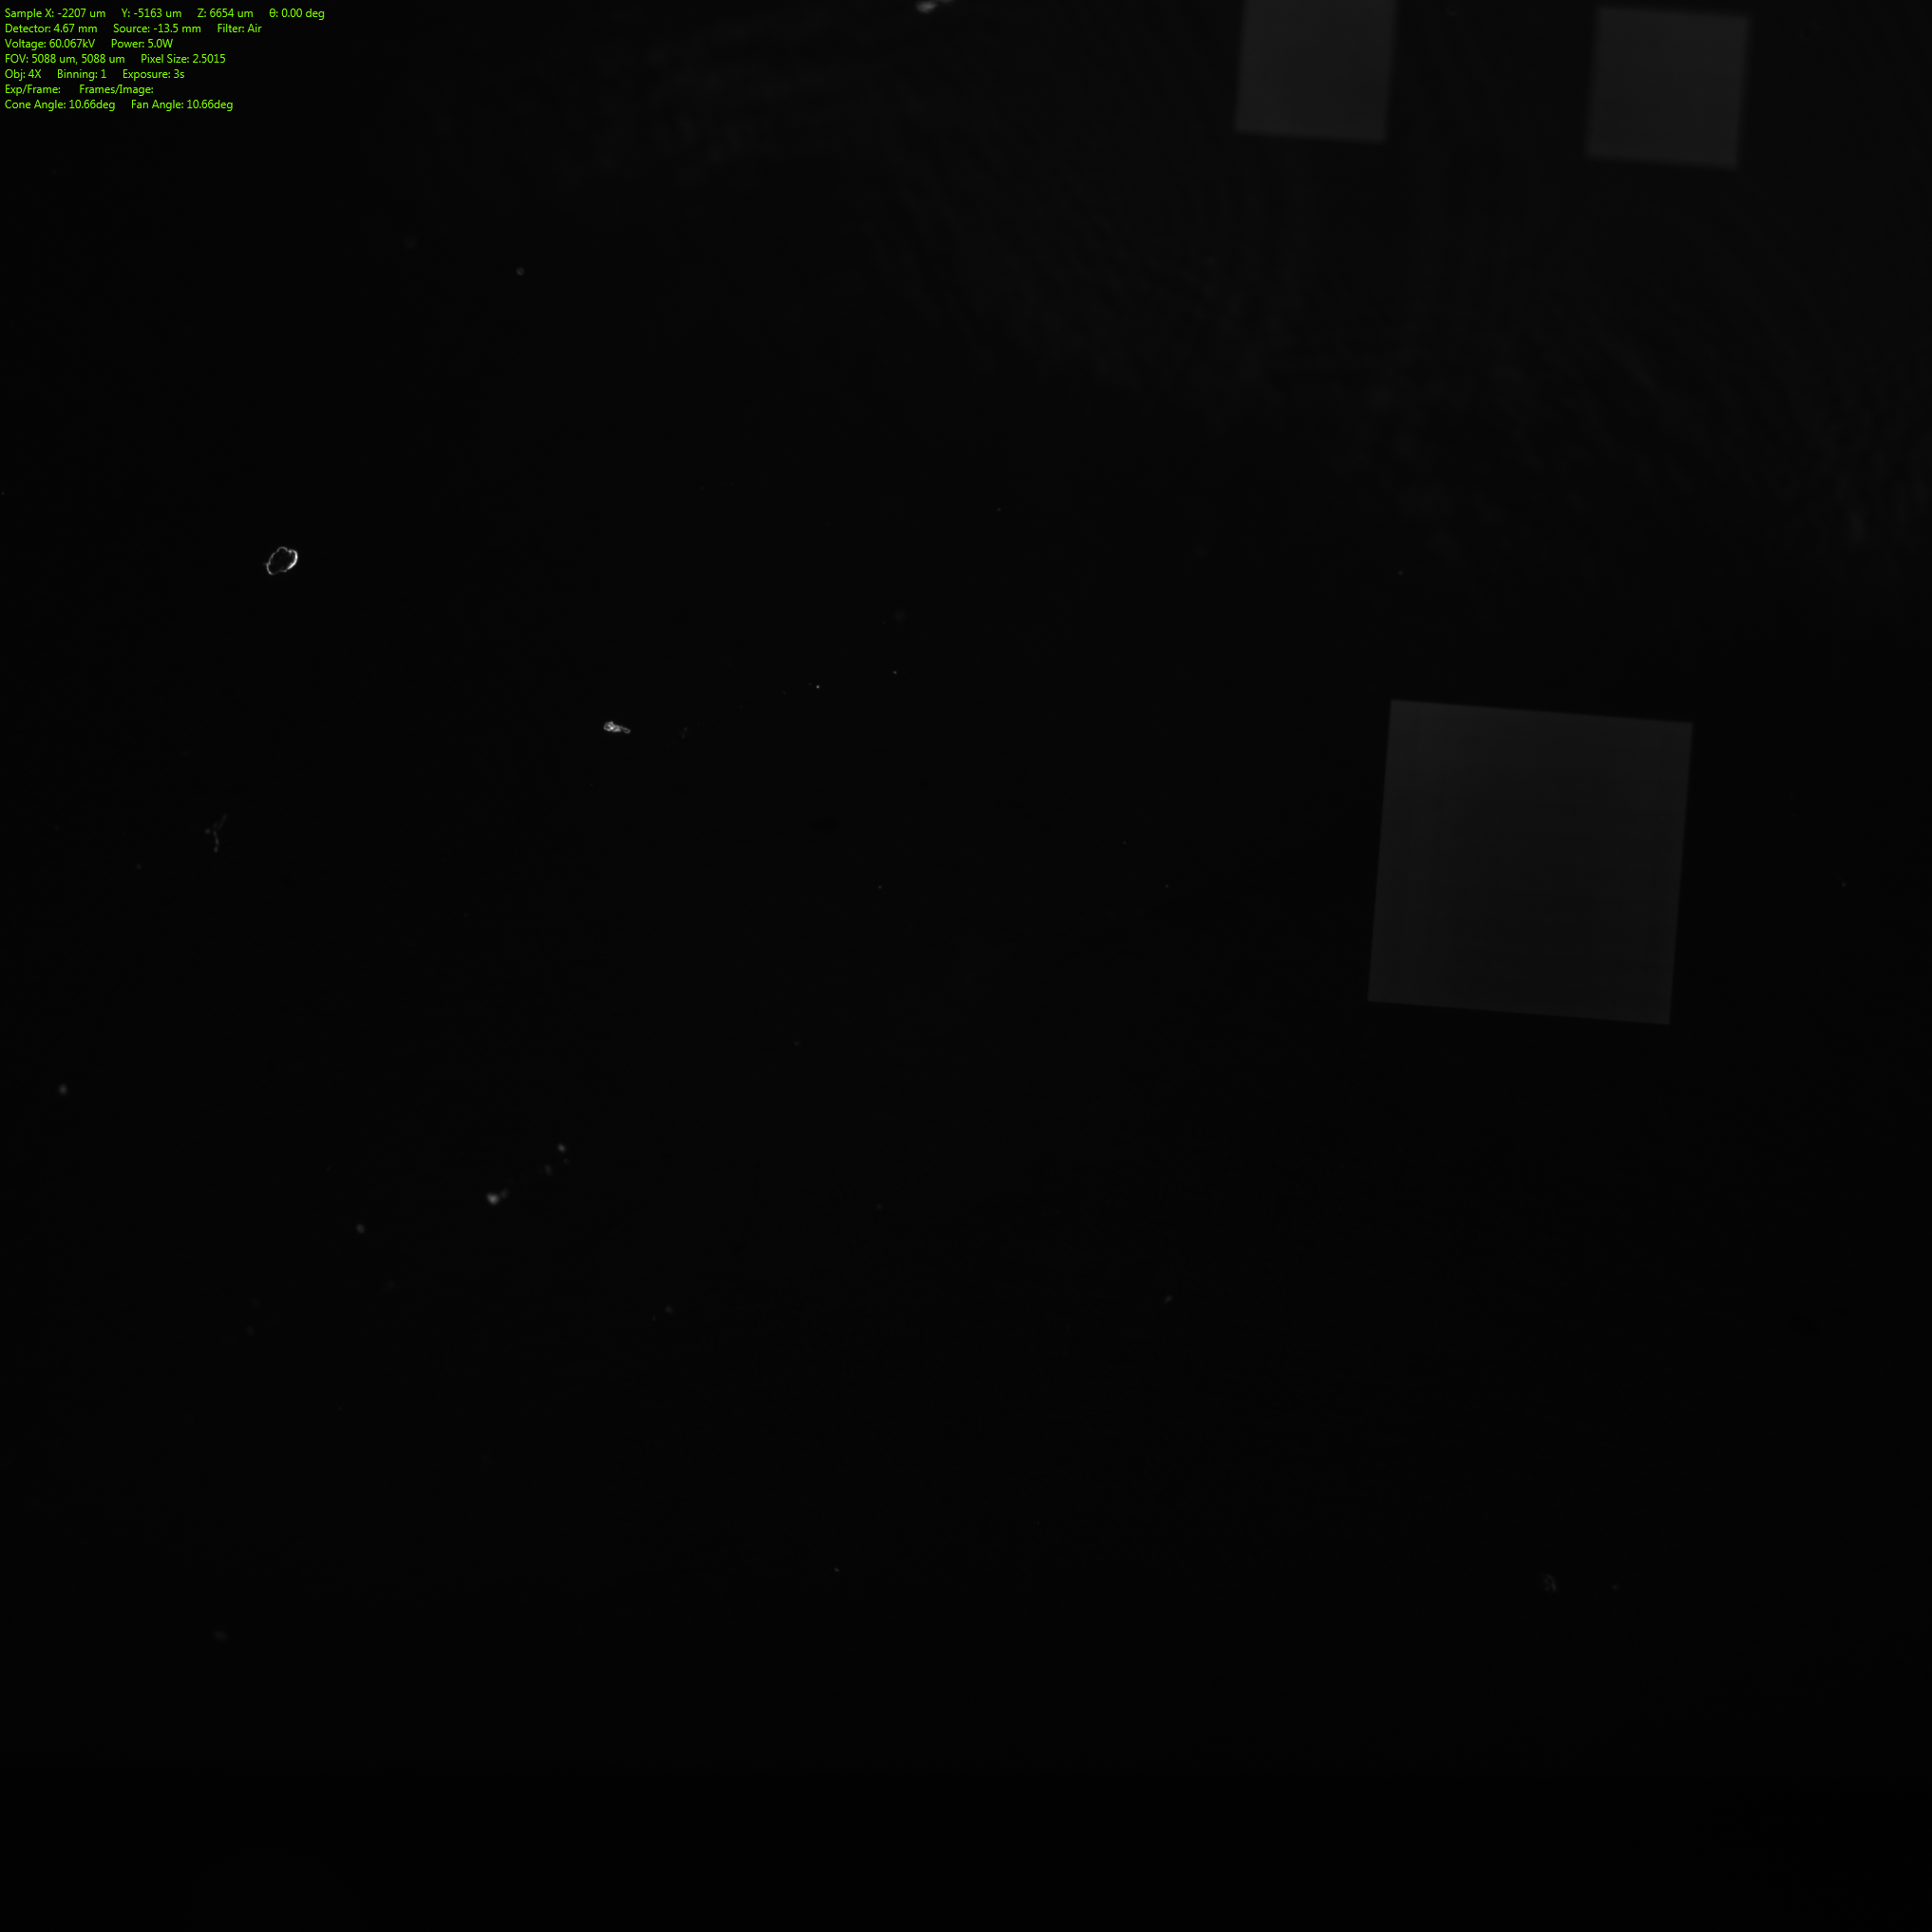 Sample X: -2207 um Y: -5163 um Z: 6654 um θ: 0.00 deg
Detector: 4.67 mm Source: -13.5 mm Filter: Air
Voltage: 60.067kV Power: 5.0W
FOV: 5088 um, 5088 um Pixel Size: 2.5015
Obj: 4X Binning: 1 Exposure: 3s
Exp/Frame: Frames/Image:
Cone Angle: 10.66deg Fan Angle: 10.66deg